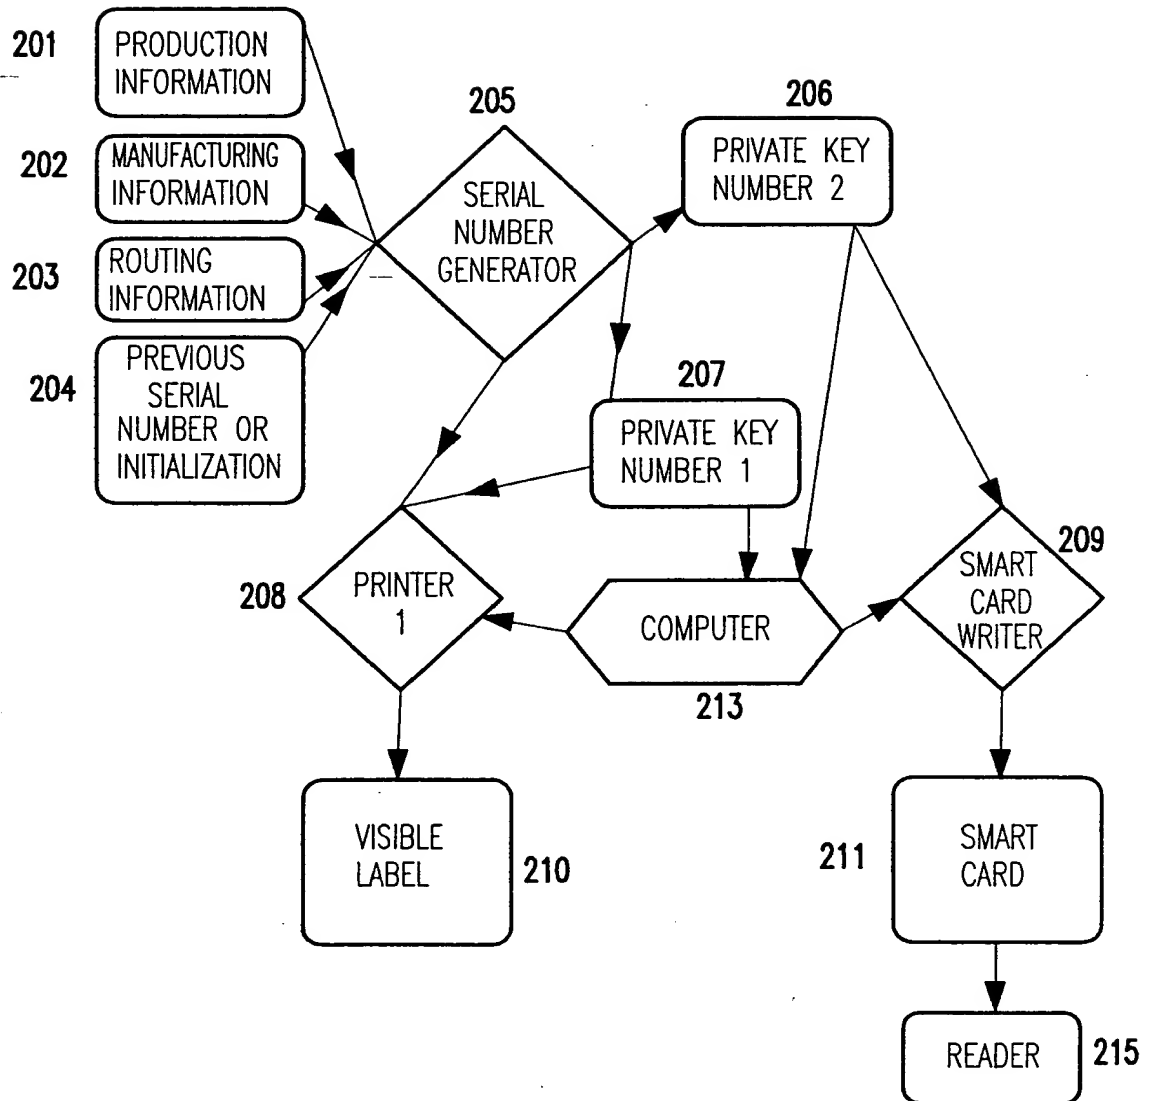 201
PRODUCTION
INFORMATION
202
MANUFACTURING
INFORMATION
203
ROUTING
INFORMATION
204
PREVIOUS
SERIAL
NUMBER OR
INITIALIZATION
205
SERIAL
NUMBER
GENERATOR
206
PRIVATE KEY
NUMBER 2
207
PRIVATE KEY
NUMBER 1
208
PRINTER
1
COMPUTER
213
209
SMART
CARD
WRITER
VISIBLE
LABEL
210
211
SMART
CARD
READER
215